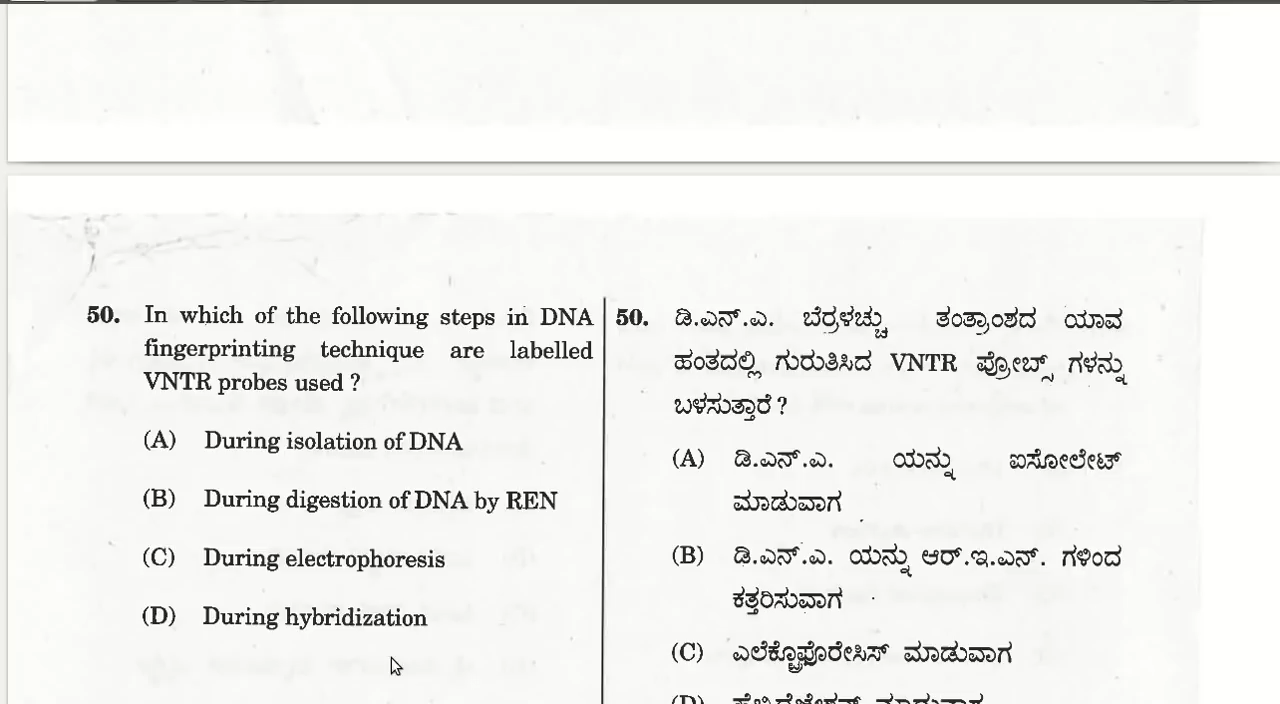 50. In which of the following steps in DNA
fingerprinting technique are labelled
VNTR probes used ?
(A) During isolation of DNA
(B) During digestion of DNA by REN
(C) During electrophoresis
(D) During hybridization
50. ಡಿ.ಎನ್.ಎ. ಬೆರ್‍ರಳಚ್ಚು ತಂತ್ರಾಂಶದ ಯಾವ
ಹಂತದಲ್ಲಿ ಗುರುತಿಸಿದ VNTR ಪ್ರೋಬ್ಸ್ ಗಳನ್ನು
ಬಳಸುತ್ತಾರೆ ?
(A) ಡಿ.ಎನ್.ಎ. ಯನ್ನು ಐಸೋಲೇಟ್
ಮಾಡುವಾಗ
(B) ಡಿ.ಎನ್.ಎ. ಯನ್ನು ಆರ್.ಇ.ಎನ್. ಗಳಿಂದ
ಕತ್ತರಿಸುವಾಗ
(C) ಎಲೆಕ್ಟ್ರೊಫೊರೇಸಿಸ್ ಮಾಡುವಾಗ
(D) ಮಾಡುವಾಗ